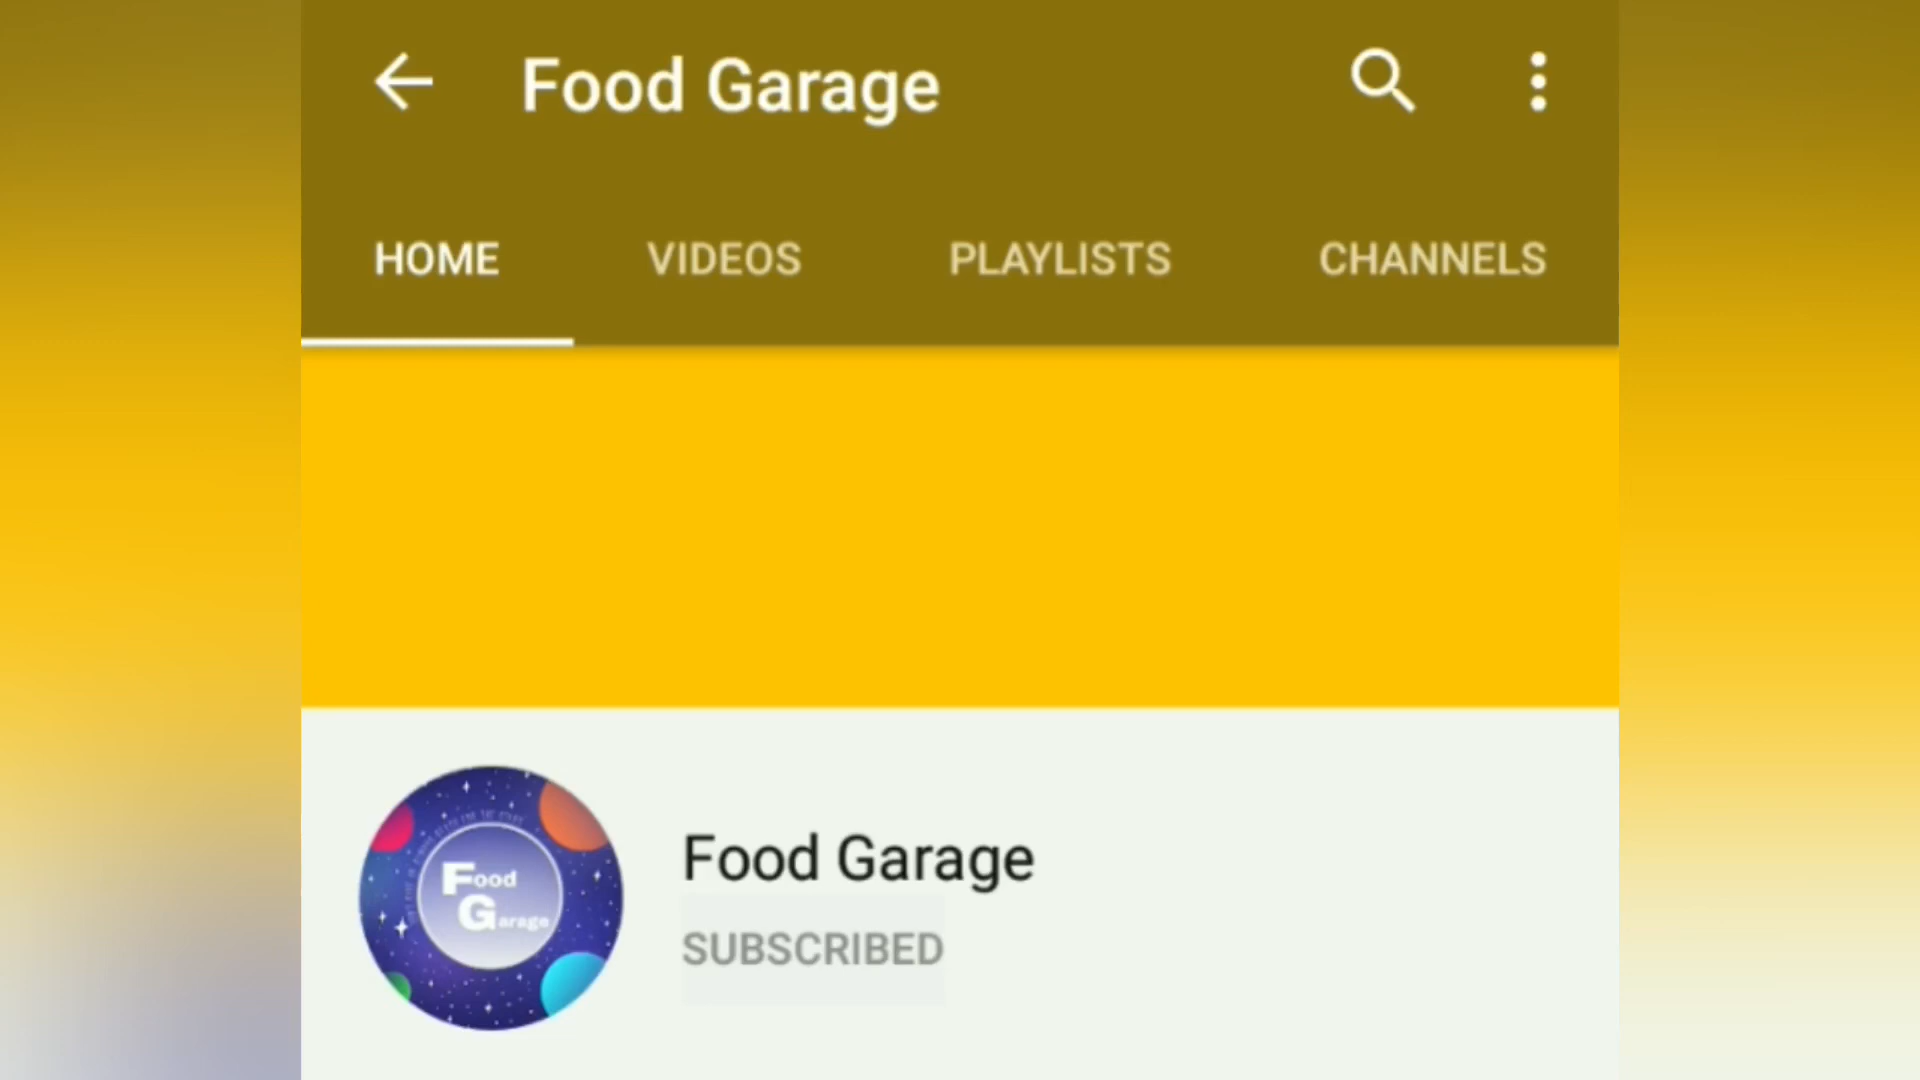 Food Garage
HOME VIDEOS PLAYLISTS CHANNELS
Food
Garage
Food Garage
SUBSCRIBED